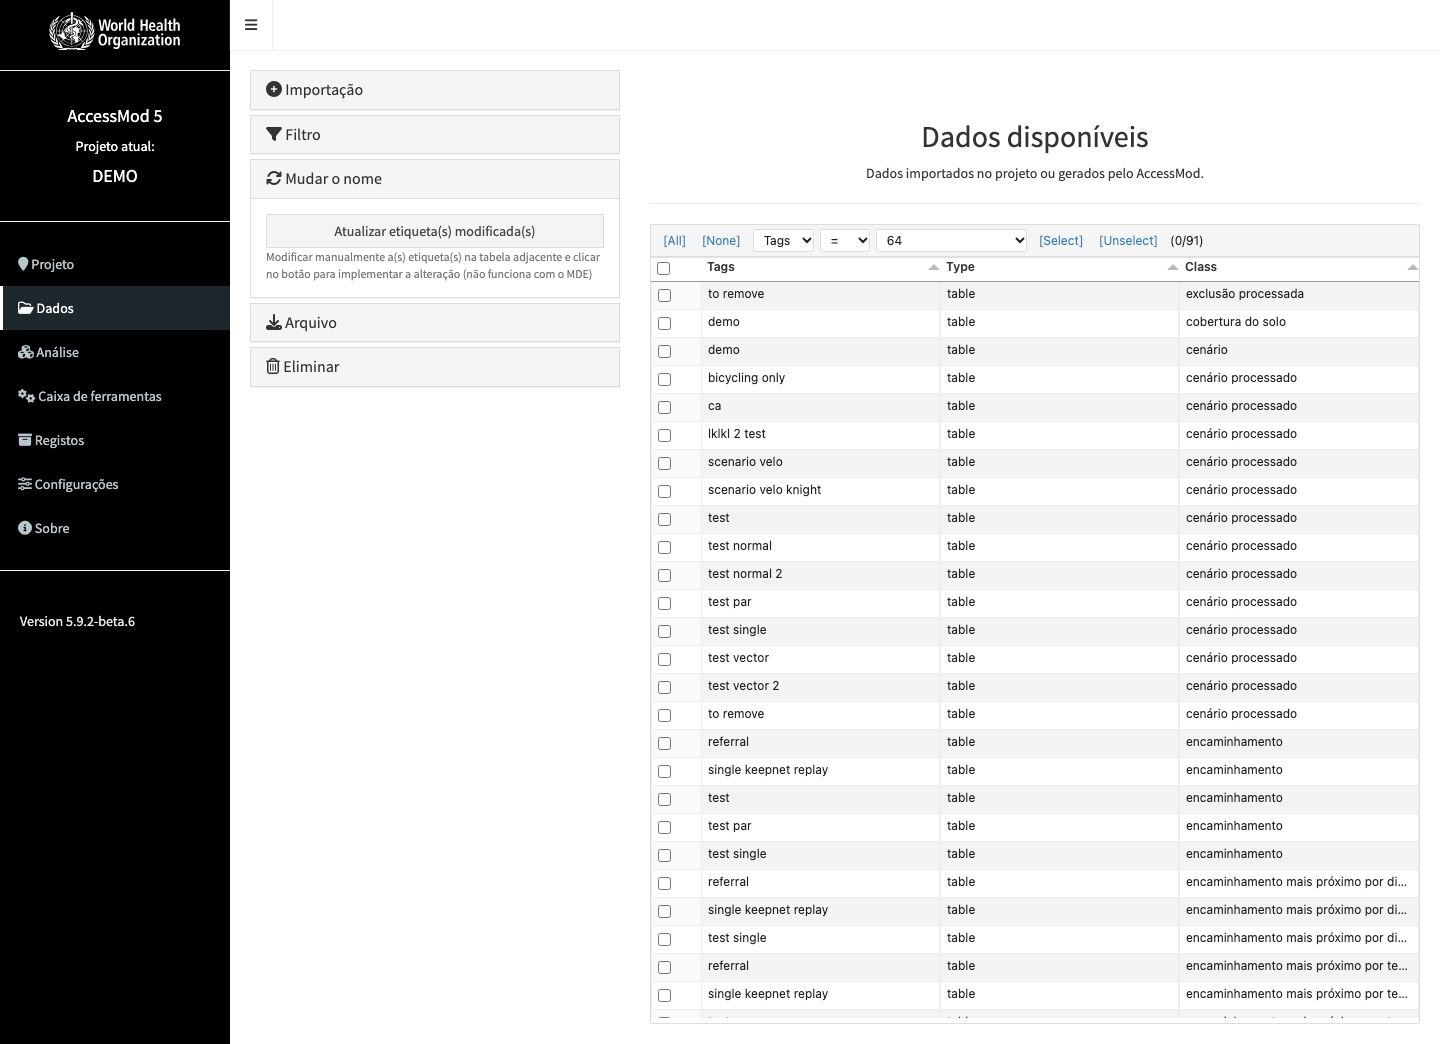 World Health
Organization
AccessMod 5
Projeto atual:
DEMO
Projeto
Dados
Análise
Caixa de ferramentas
Registos
Configurações
Sobre
Version 5.9.2-beta.6
Importação
Filtro
Mudar o nome
Atualizar etiqueta(s) modificada(s)
Modificar manualmente a(s) etiqueta(s) na tabela adjacente e clicar
no botão para implementar a alteração (não funciona com o MDE)
Arquivo
Eliminar
Dados disponíveis
Dados importados no projeto ou gerados pelo AccessMod.
[All] [None] Tags = 64 [Select] [Unselect] (0/91)
Tags Type Class
to remove table exclusão processada
demo table cobertura do solo
demo table cenário
bicycling only table cenário processado
ca table cenário processado
lklkl 2 test table cenário processado
scenario velo table cenário processado
scenario velo knight table cenário processado
test table cenário processado
test normal table cenário processado
test normal 2 table cenário processado
test par table cenário processado
test single table cenário processado
test vector table cenário processado
test vector 2 table cenário processado
to remove table cenário processado
referral table encaminhamento
single keepnet replay table encaminhamento
test table encaminhamento
test par table encaminhamento
test single table encaminhamento
referral table encaminhamento mais próximo por di...
single keepnet replay table encaminhamento mais próximo por di...
test single table encaminhamento mais próximo por di...
referral table encaminhamento mais próximo por te...
single keepnet replay table encaminhamento mais próximo por te...